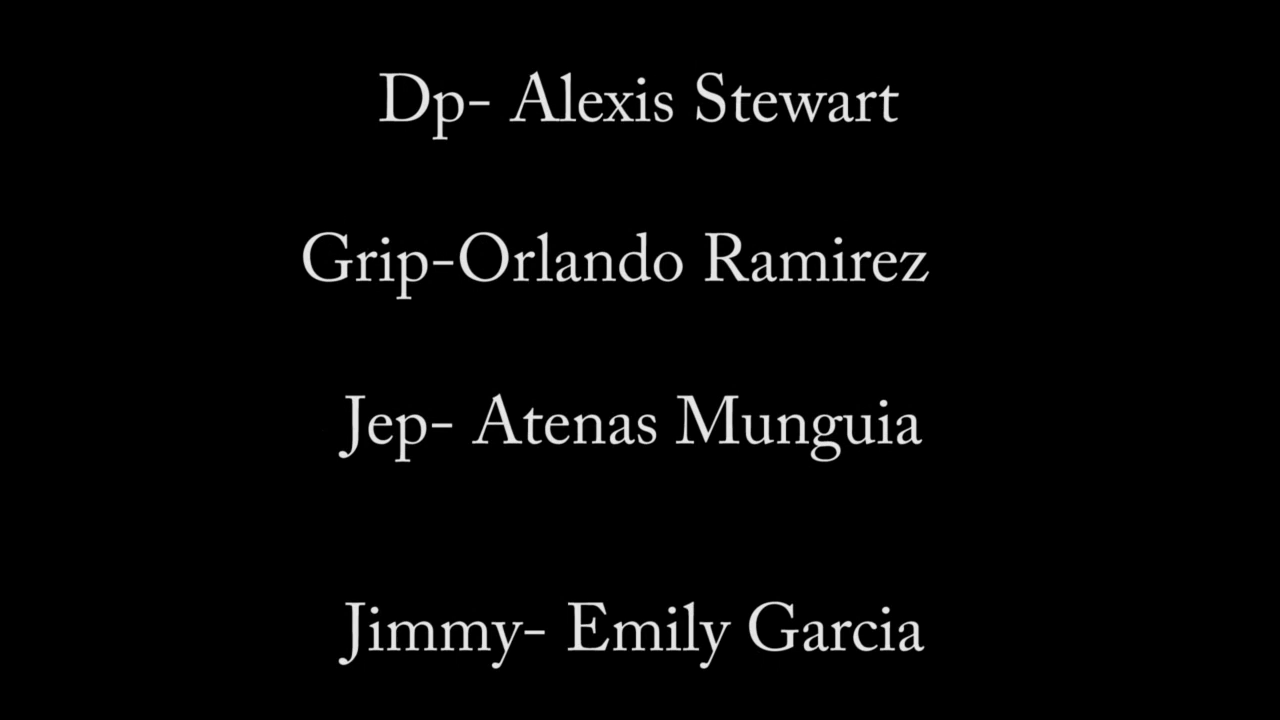 Dp- Alexis Stewart
Grip-Orlando Ramirez
Jep- Atenas Munguia
Jimmy- Emily Garcia